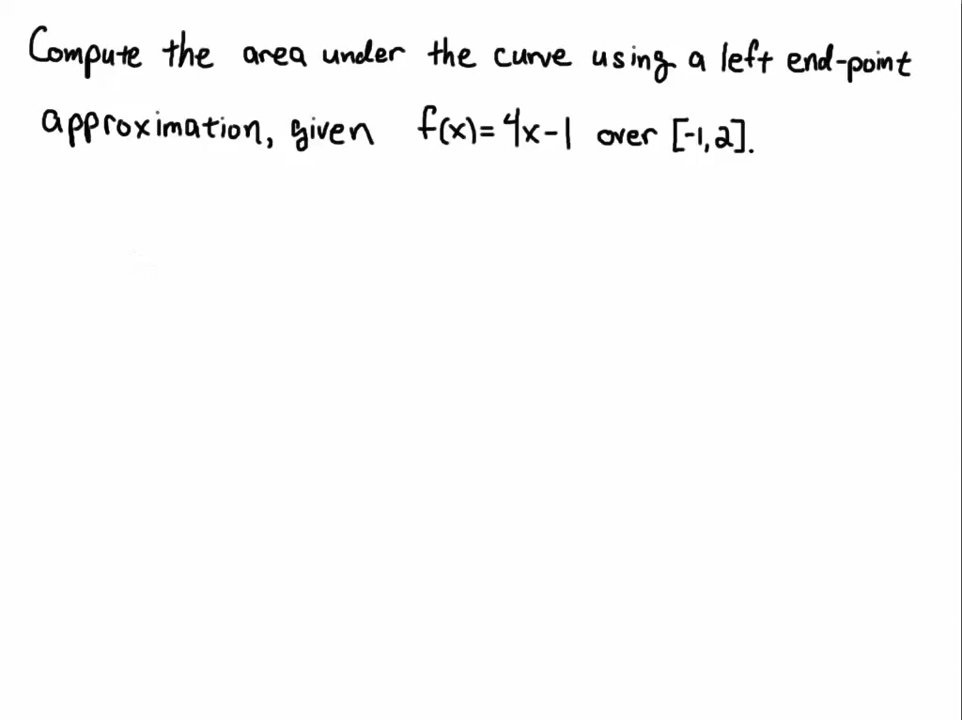 Compute the area under the curve using a left end-point
approximation, given f(x)=4x-1 over [-1,2].